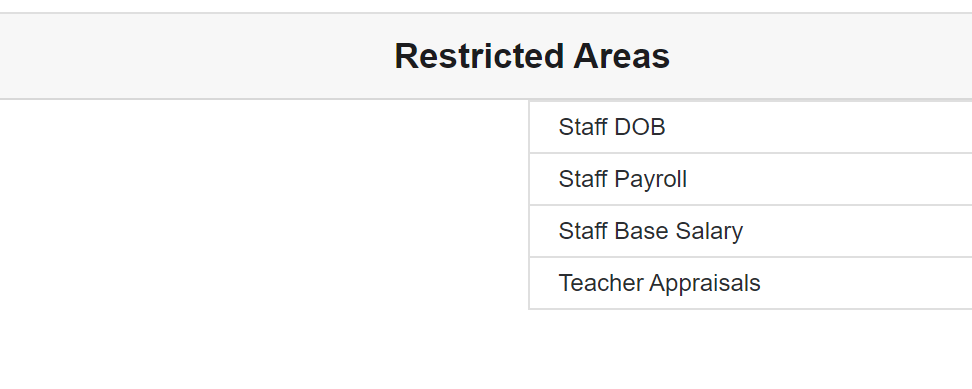 Restricted Areas
Staff DOB
Staff Payroll
Staff Base Salary
Teacher Appraisals